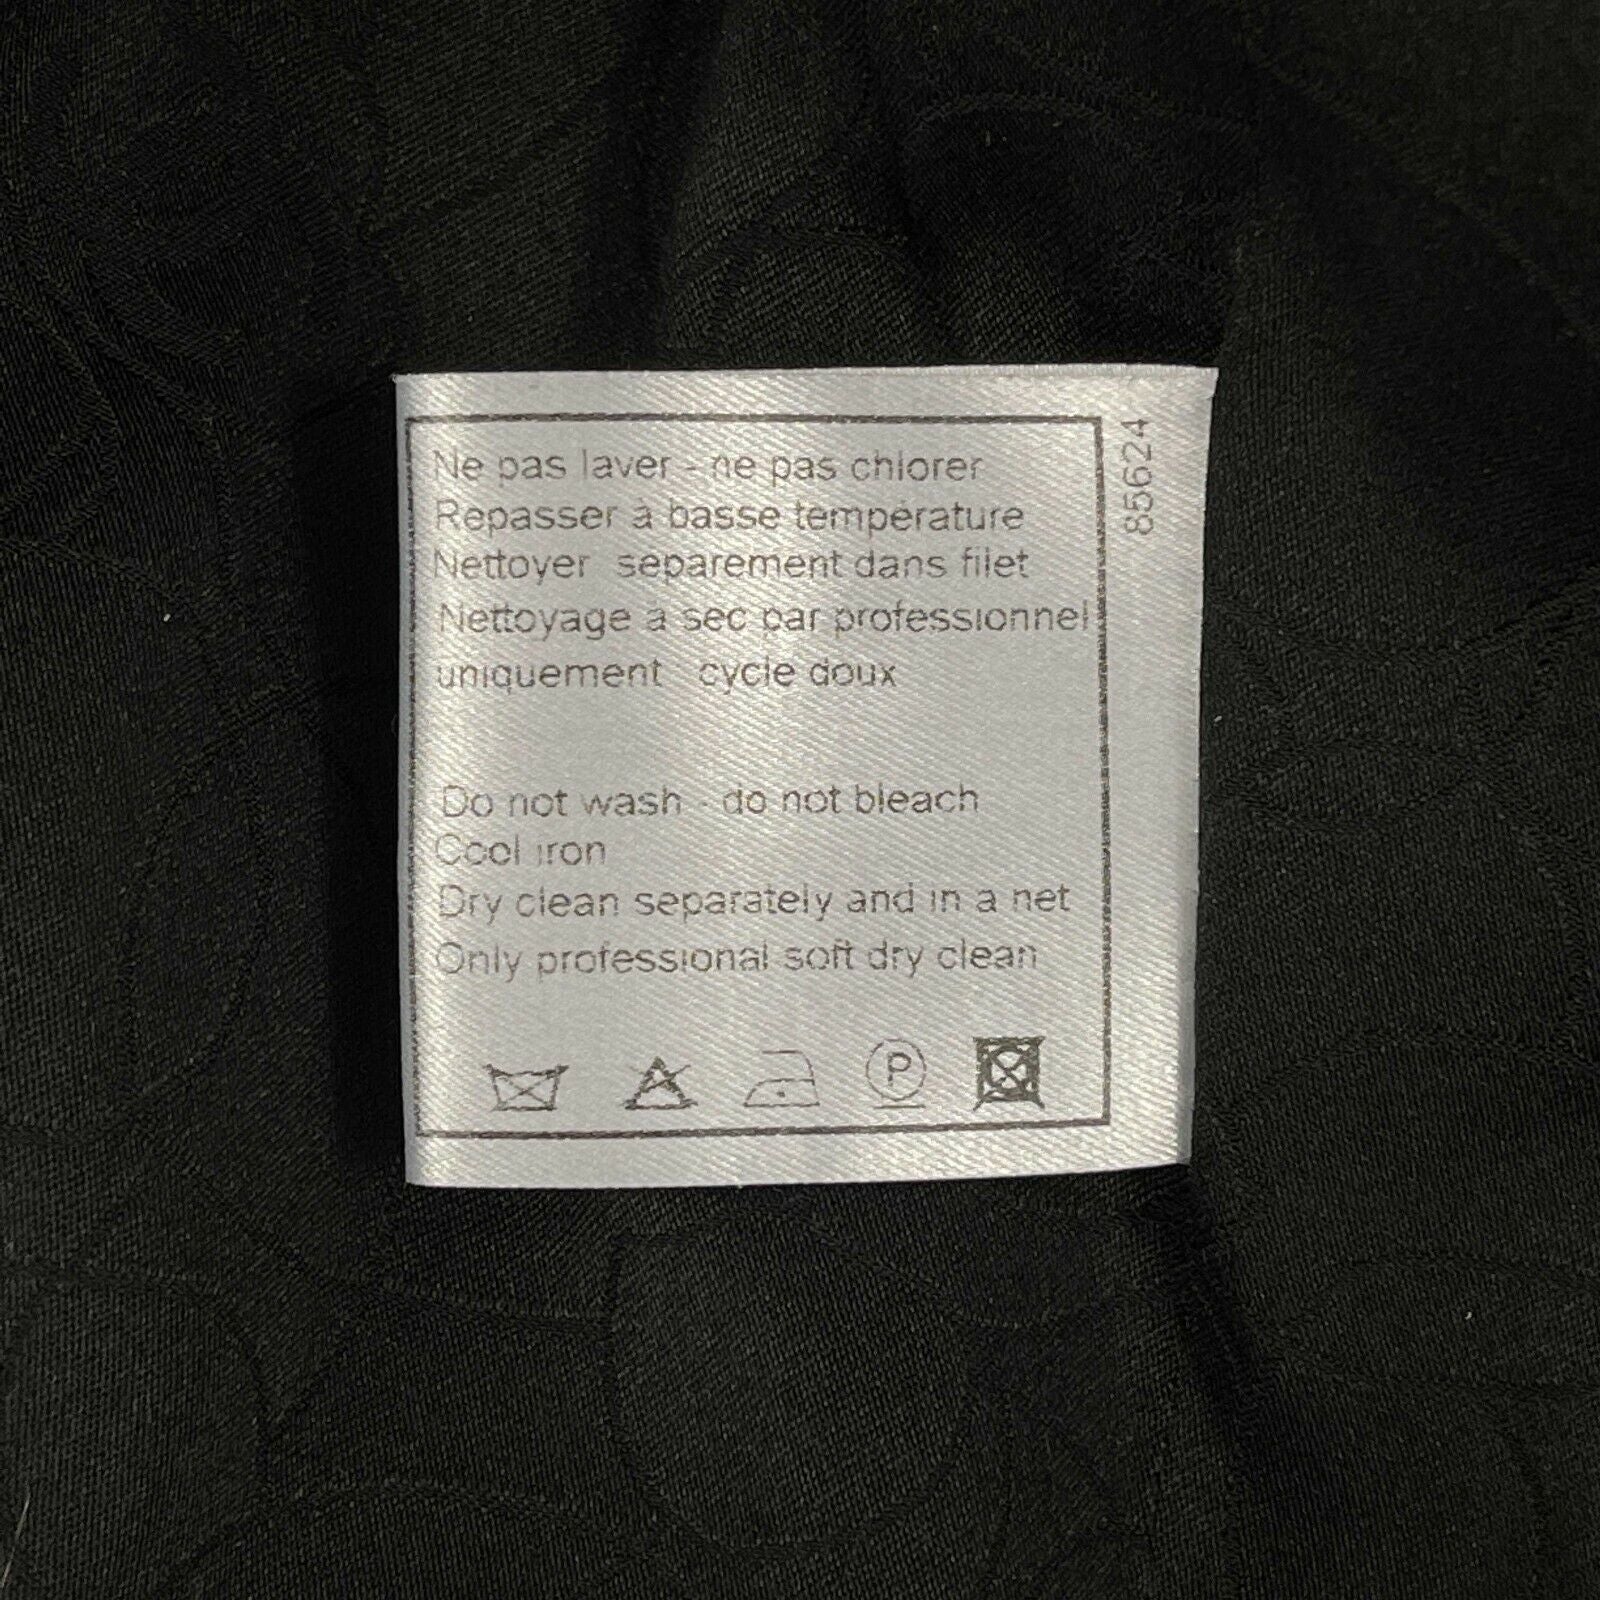 Ne pas laver - ne pas chlorer
Repasser à basse température
Nettoyer séparement dans filet
Nettoyage à sec par professionnel
uniquement cycle doux
Do not wash - do not bleach
Cool iron
Dry clean separately and in a net
Only professional soft dry clean
P
85624